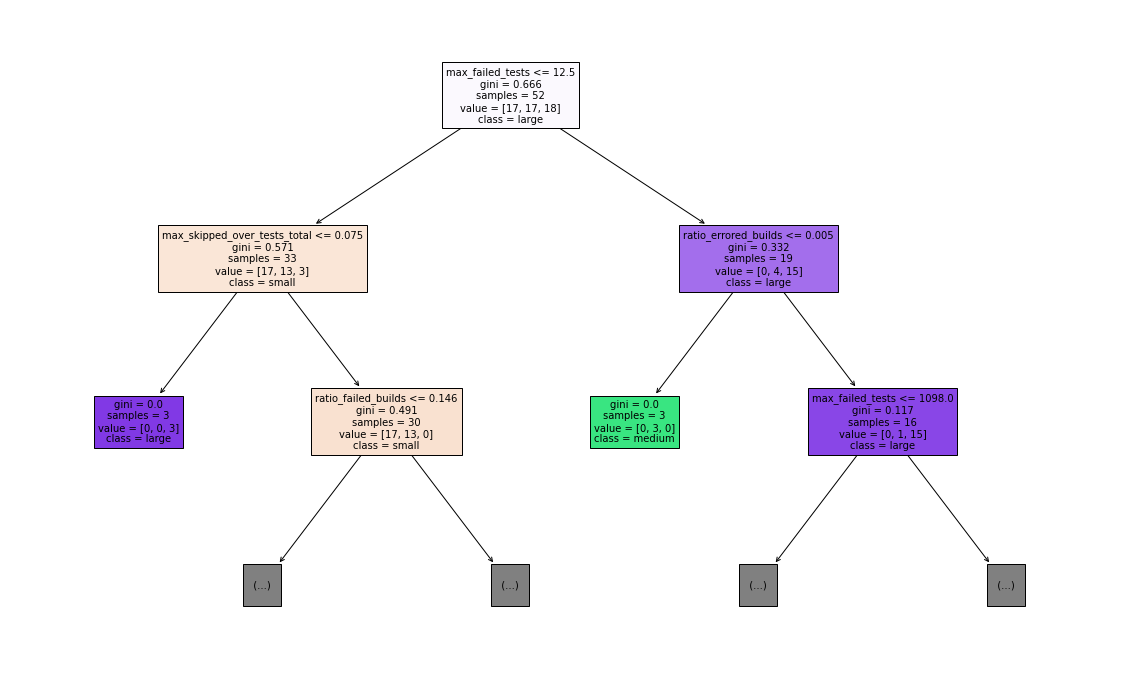 max_failed_tests <= 12.5
gini = 0.666
samples = 52
value = [17, 17, 18]
class = large
max_skipped_over_tests_total <= 0.075
gini = 0.571
samples = 33
value = [17, 13, 3]
class = small
ratio_errored_builds <= 0.005
gini = 0.332
samples = 19
value = [0, 4, 15]
class = large
gini = 0.0
samples = 3
value = [0, 0, 3]
class = large
ratio_failed_builds <= 0.146
gini = 0.491
samples = 30
value = [17, 13, 0]
class = small
gini = 0.0
samples = 3
value = [0, 3, 0]
class = medium
max_failed_tests <= 1098.0
gini = 0.117
samples = 16
value = [0, 1, 15]
class = large
(...)
(...)
(...)
(...)